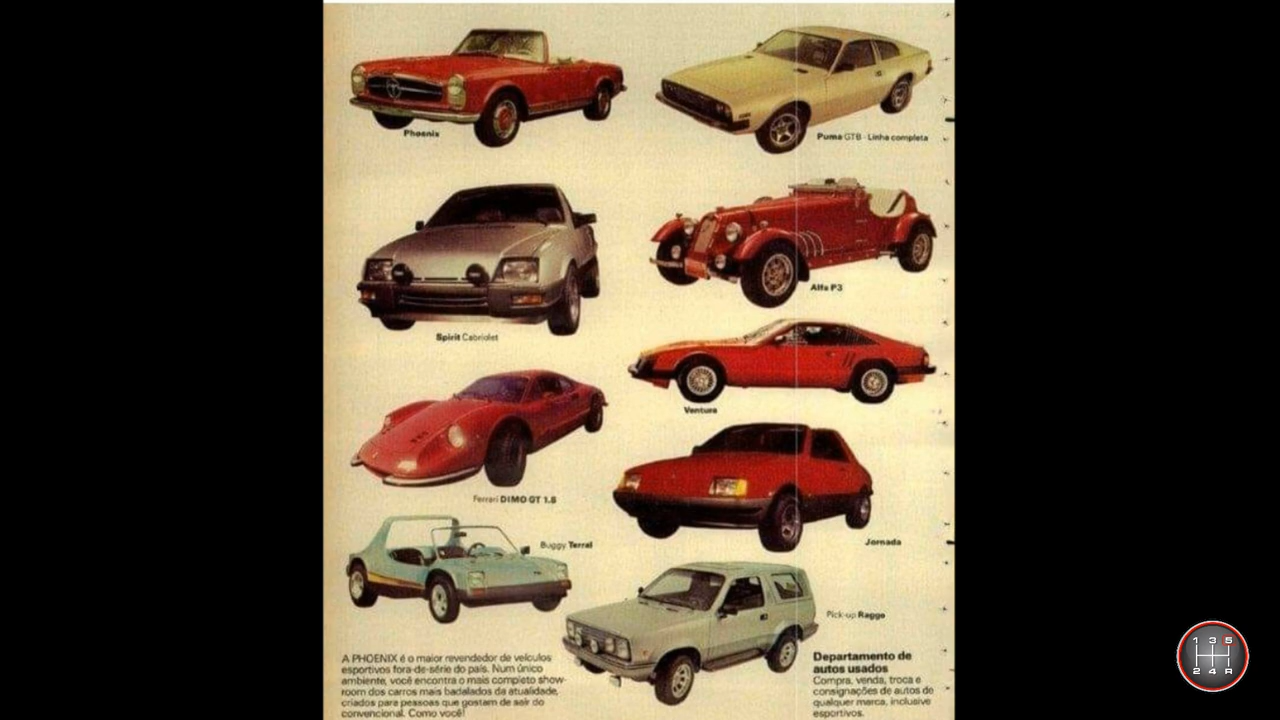 Phoenix
Puma GTB - Linha completa
Spirit Cabriolet
Alfa P3
Ventura
Ferrari DIMO GT 1.8
Jornada
Buggy Terral
Pick-up Raggo
A PHOENIX é o maior revendedor de veículos
esportivos fora-de-série do país. Num único
ambiente, você encontra o mais completo show-
room dos carros mais badalados da atualidade,
criados para pessoas que gostam de sair do
convencional. Como você!
Departamento de
autos usados
Compra, venda, troca e
consignações de autos de
qualquer marca, inclusive
esportivos.
1 3 5
2 4 R